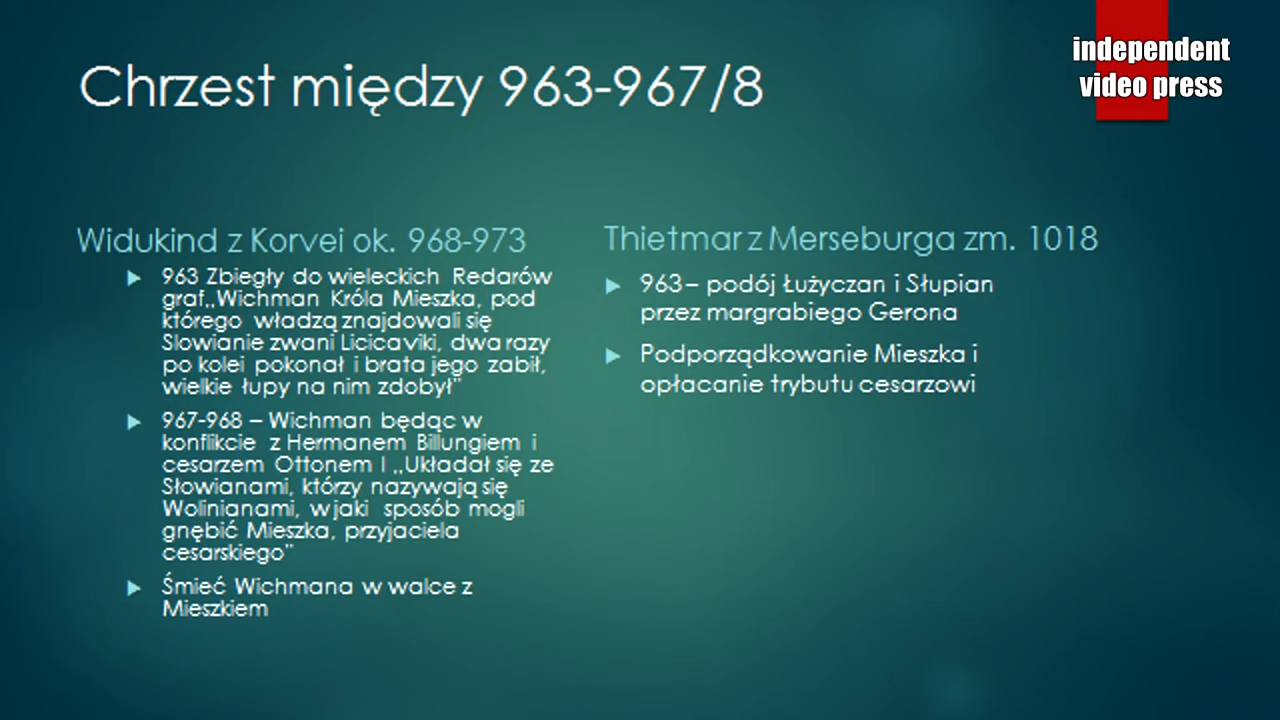 Chrzest między 963-967/8
independent
video press
Widukind z Korvei ok. 968-973
963 Zbiegły do wieleckich Redarów
graf„Wichman Króla Mieszka, pod
którego władzą znajdowali się
Slowianie zwani Licicaviki, dwa razy
po kolei pokonał i brata jego zabił,
wielkie łupy na nim zdobył”
967-968 – Wichman będąc w
konflikcie z Hermanem Billungiem i
cesarzem Ottonem I „Układał się ze
Słowianami, którzy nazywają się
Wolinianami, w jaki sposób mogli
gnębić Mieszka, przyjaciela
cesarskiego”
Śmieć Wichmana w walce z
Mieszkiem
Thietmar z Merseburga zm. 1018
963– podój Łużyczan i Słupian
przez margrabiego Gerona
Podporządkowanie Mieszka i
opłacanie trybutu cesarzowi